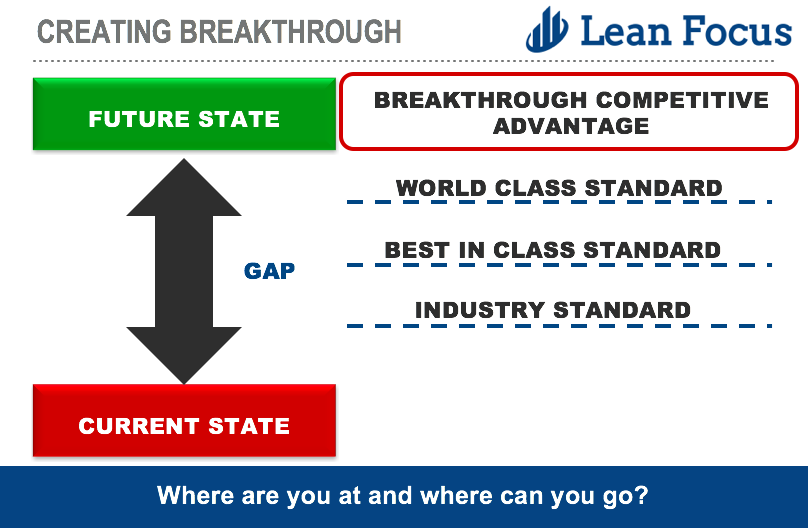 CREATING BREAKTHROUGH
Lean Focus
FUTURE STATE
BREAKTHROUGH COMPETITIVE
ADVANTAGE
WORLD CLASS STANDARD
BEST IN CLASS STANDARD
GAP
INDUSTRY STANDARD
CURRENT STATE
Where are you at and where can you go?